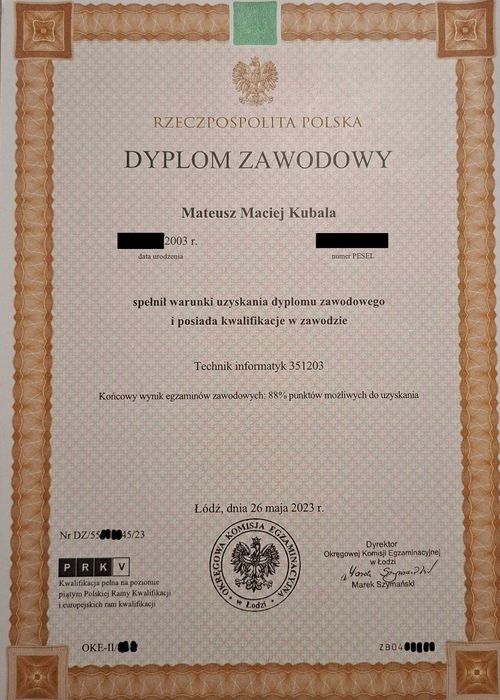 RZECZPOSPOLITA POLSKA
DYPLOM ZAWODOWY
Mateusz Maciej Kubala
2003 r.
data urodzenia
numer PESEL
spełnił warunki uzyskania dyplomu zawodowego
i posiada kwalifikacje w zawodzie
Technik informatyk 351203
Końcowy wynik egzaminów zawodowych: 88% punktów możliwych do uzyskania
Łódź, dnia 26 maja 2023 r.
Nr DZ/55 45/23
PRKV
Kwalifikacja pełna na poziomie
piątym Polskiej Ramy Kwalifikacji
i europejskich ram kwalifikacji
OKRĘGOWA KOMISJA EGZAMINACYJNA
w Łodzi
Dyrektor
Okręgowej Komisji Egzaminacyjnej
w Łodzi
Marek Szymański
OKE-II/
ZB04